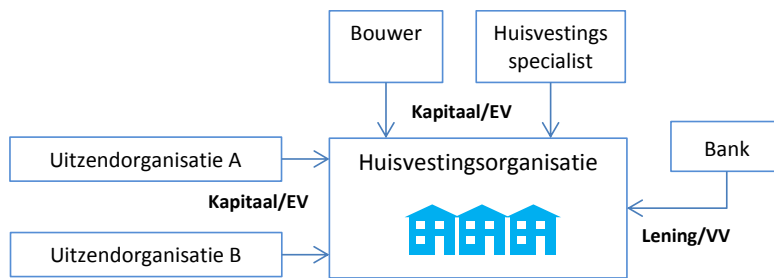 Bouwer
Huisvestings
specialist
Kapitaal/EV
Uitzendorganisatie A
Huisvestingsorganisatie
Bank
Kapitaal/EV
Lening/VV
Uitzendorganisatie B